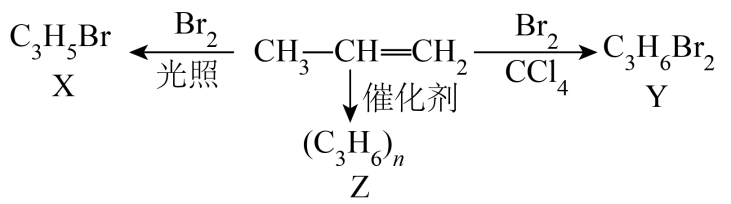 C₃H₅Br ← Br₂ 光照 CH₃—CH=CH₂ Br₂ CCl₄ → C₃H₆Br₂
X
Y
↓ 催化剂
(C₃H₆)ₙ
Z